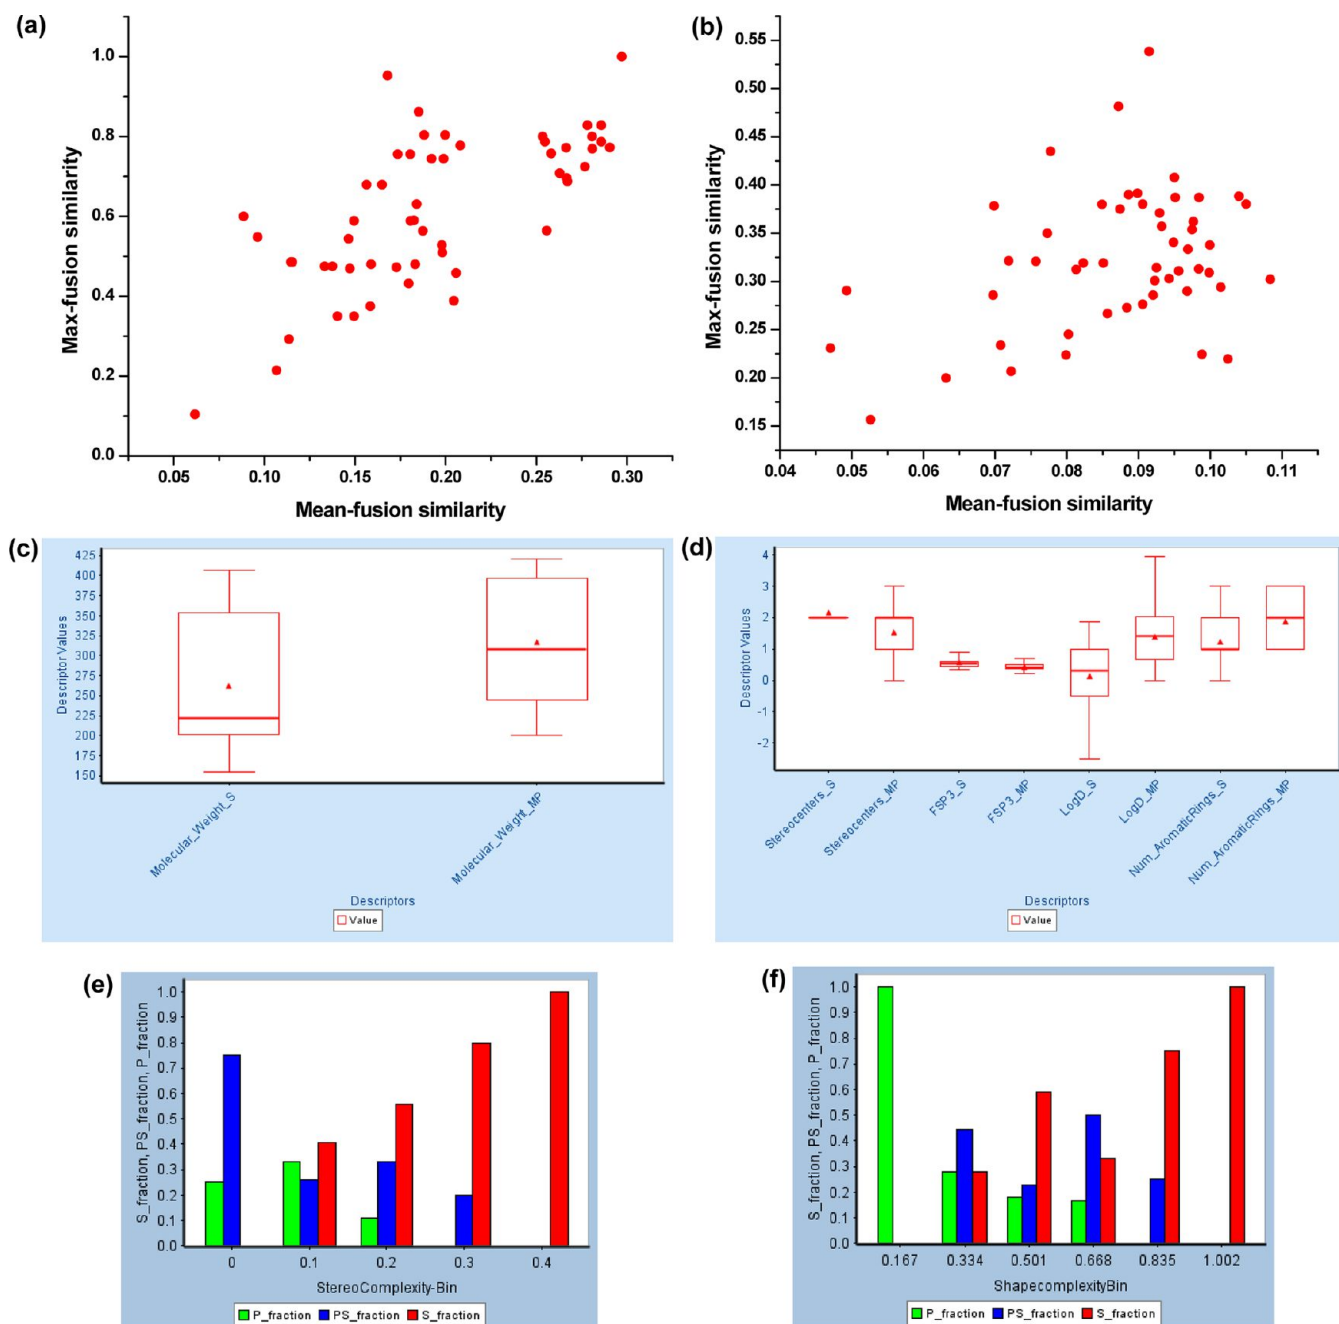 (a)
Max-fusion similarity
1.0
0.8
0.6
0.4
0.2
0.0
0.05 0.10 0.15 0.20 0.25 0.30
Mean-fusion similarity
(b)
Max-fusion similarity
0.55
0.50
0.45
0.40
0.35
0.30
0.25
0.20
0.15
0.04 0.05 0.06 0.07 0.08 0.09 0.10 0.11
Mean-fusion similarity
(c)
Descriptor Values
425
400
375
350
325
300
275
250
225
200
175
150
Molecular_Weight_S
Molecular_Weight_MP
Descriptors
Value
(d)
Descriptor Values
4
3
2
1
0
-1
-2
Stereocenters_S
Stereocenters_MP
FSP3_S
FSP3_MP
LogD_S
LogD_MP
Num_AromaticRings_S
Num_AromaticRings_MP
Descriptors
Value
(e)
S_fraction, PS_fraction, P_fraction
1.0
0.9
0.8
0.7
0.6
0.5
0.4
0.3
0.2
0.1
0.0
0 0.1 0.2 0.3 0.4
StereoComplexity-Bin
P_fraction PS_fraction S_fraction
(f)
S_fraction, PS_fraction, P_fraction
1.0
0.9
0.8
0.7
0.6
0.5
0.4
0.3
0.2
0.1
0.0
0.167 0.334 0.501 0.668 0.835 1.002
ShapecomplexityBin
P_fraction PS_fraction S_fraction